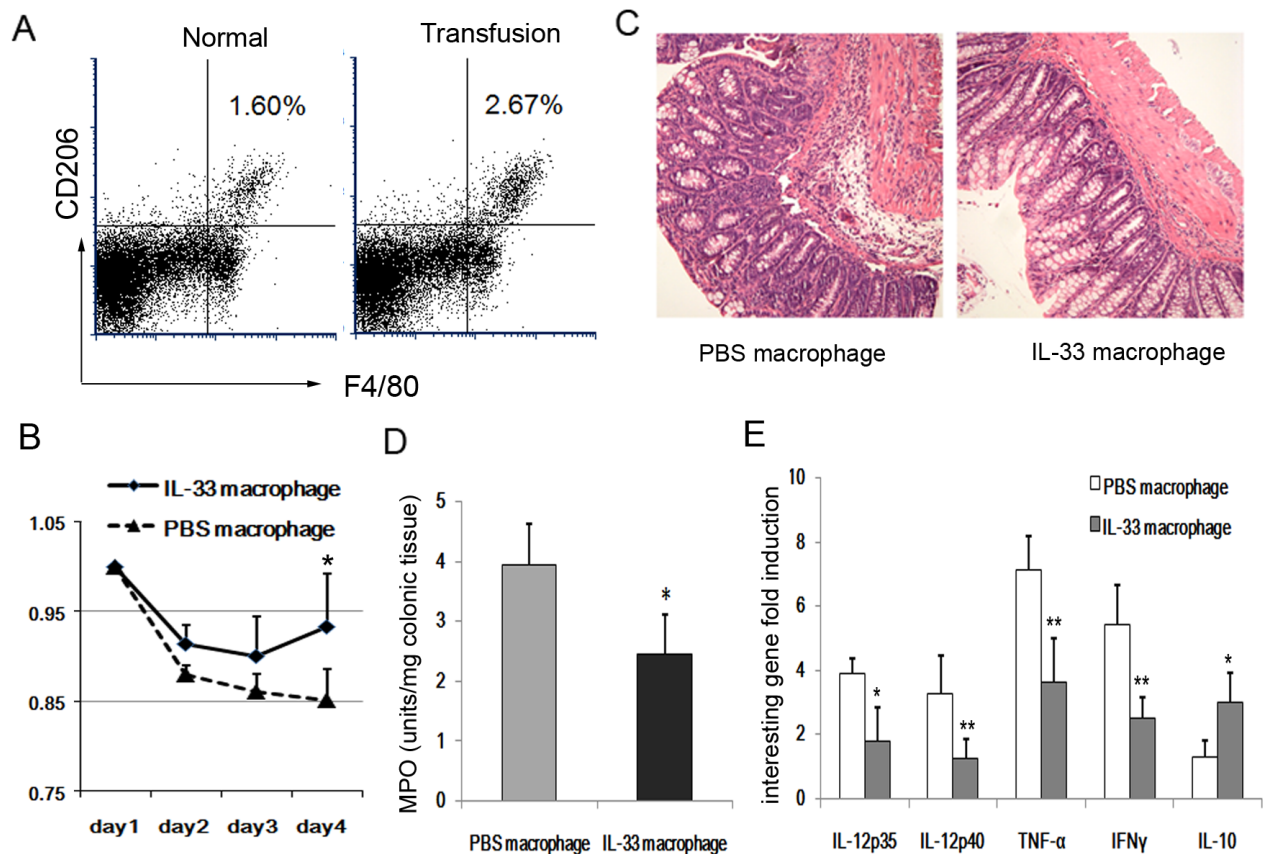 A
Normal
Transfusion
1.60%
2.67%
CD206
F4/80
C
PBS macrophage
IL-33 macrophage
B
IL-33 macrophage
PBS macrophage
1.05
0.95
0.85
0.75
*
day1 day2 day3 day4
D
MPO (units/mg colonic tissue)
5
4
3
2
1
0
*
PBS macrophage IL-33 macrophage
E
interesting gene fold induction
10
8
6
4
2
0
PBS macrophage
IL-33 macrophage
*
**
**
**
*
IL-12p35 IL-12p40 TNF-α IFNγ IL-10